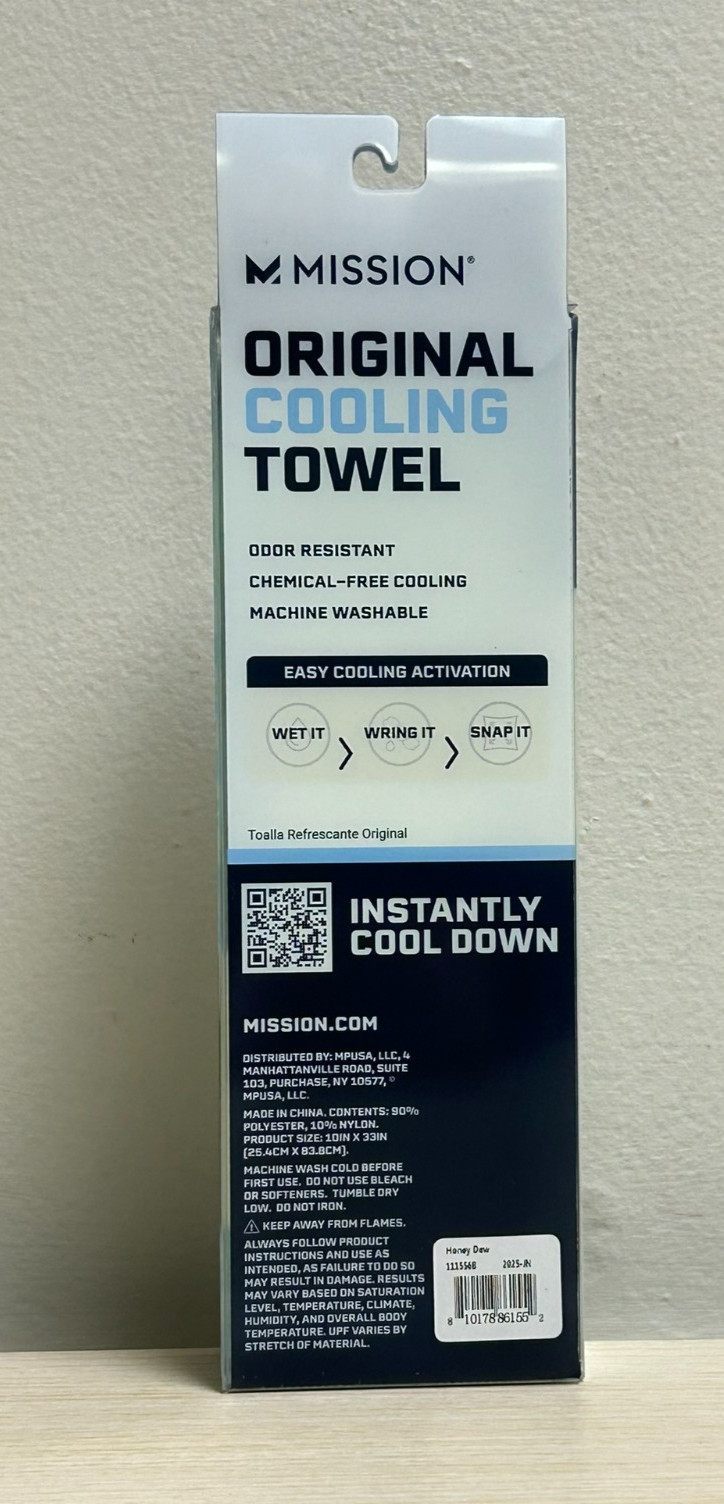 MISSION®
ORIGINAL
COOLING
TOWEL
ODOR RESISTANT
CHEMICAL-FREE COOLING
MACHINE WASHABLE
EASY COOLING ACTIVATION
WET IT > WRING IT > SNAP IT
Toalla Refrescante Original
INSTANTLY
COOL DOWN
MISSION.COM
DISTRIBUTED BY: MPUSA, LLC, 4
MANHATTANVILLE ROAD, SUITE
103, PURCHASE, NY 10577, ©
MPUSA, LLC.
MADE IN CHINA. CONTENTS: 90%
POLYESTER, 10% NYLON.
PRODUCT SIZE: 10IN X 33IN
(25.4CM X 83.8CM).
MACHINE WASH COLD BEFORE
FIRST USE. DO NOT USE BLEACH
OR SOFTENERS. TUMBLE DRY
LOW. DO NOT IRON.
KEEP AWAY FROM FLAMES.
ALWAYS FOLLOW PRODUCT
INSTRUCTIONS AND USE AS
INTENDED, AS FAILURE TO DO SO
MAY RESULT IN DAMAGE. RESULTS
MAY VARY BASED ON SATURATION
LEVEL, TEMPERATURE, CLIMATE,
HUMIDITY, AND OVERALL BODY
TEMPERATURE. UPF VARIES BY
STRETCH OF MATERIAL.
Honey Dew
111556B 2025-JN
8 10178 86155 2